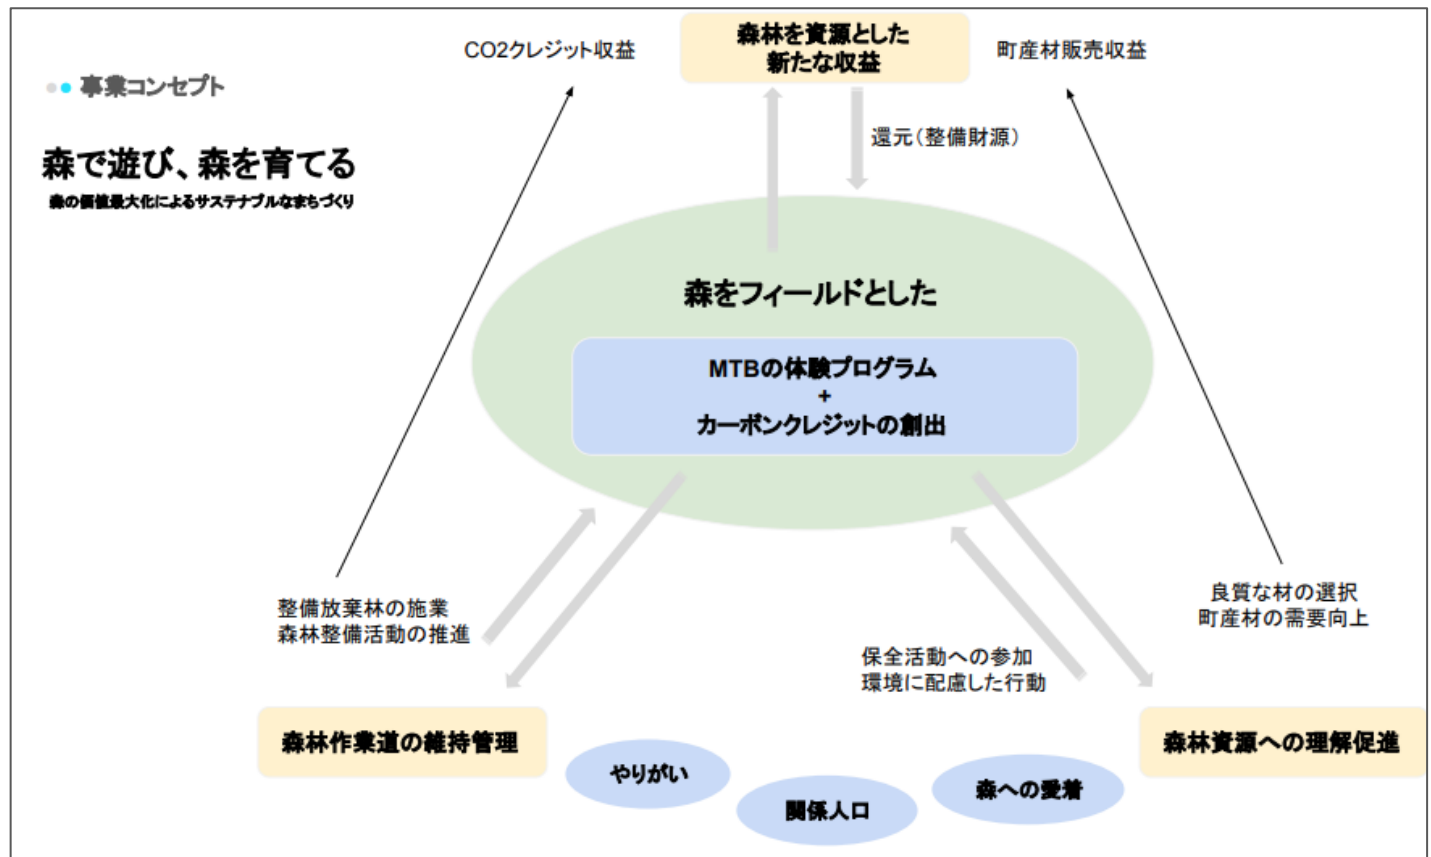 事業コンセプト
森で遊び、森を育てる
森の価値最大化によるサステナブルなまちづくり
CO2クレジット収益
森林を資源とした
新たな収益
町産材販売収益
還元(整備財源)
森をフィールドとした
MTBの体験プログラム
+
カーボンクレジットの創出
整備放棄林の施業
森林整備活動の推進
良質な材の選択
町産材の需要向上
保全活動への参加
環境に配慮した行動
森林作業道の維持管理
やりがい
関係人口
森への愛着
森林資源への理解促進